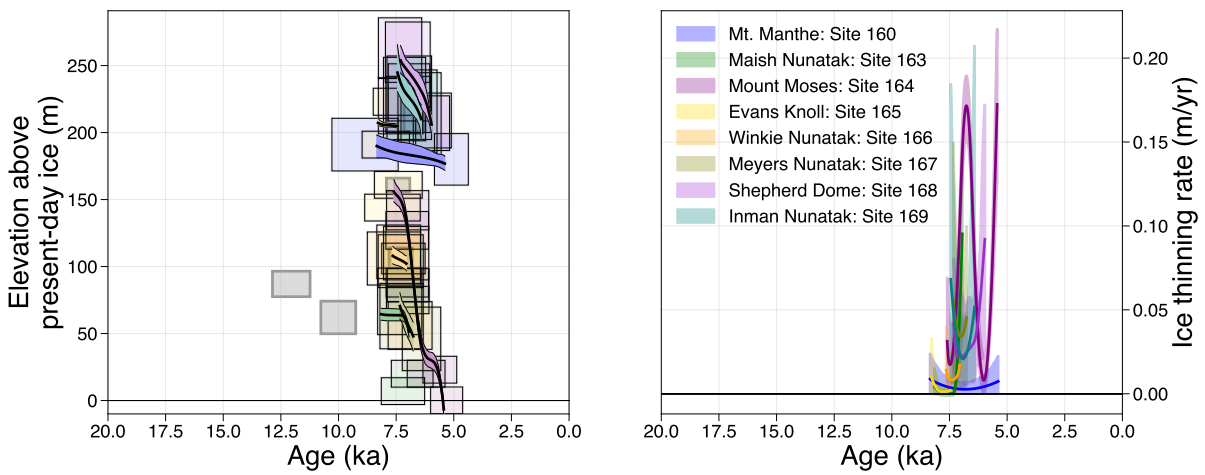 Elevation above
present-day ice (m)
250
200
150
100
50
0
20.0 17.5 15.0 12.5 10.0 7.5 5.0 2.5 0.0
Age (ka)
Mt. Manthe: Site 160
Maish Nunatak: Site 163
Mount Moses: Site 164
Evans Knoll: Site 165
Winkie Nunatak: Site 166
Meyers Nunatak: Site 167
Shepherd Dome: Site 168
Inman Nunatak: Site 169
0.20
0.15
0.10
0.05
0.00
Ice thinning rate (m/yr)
20.0 17.5 15.0 12.5 10.0 7.5 5.0 2.5 0.0
Age (ka)